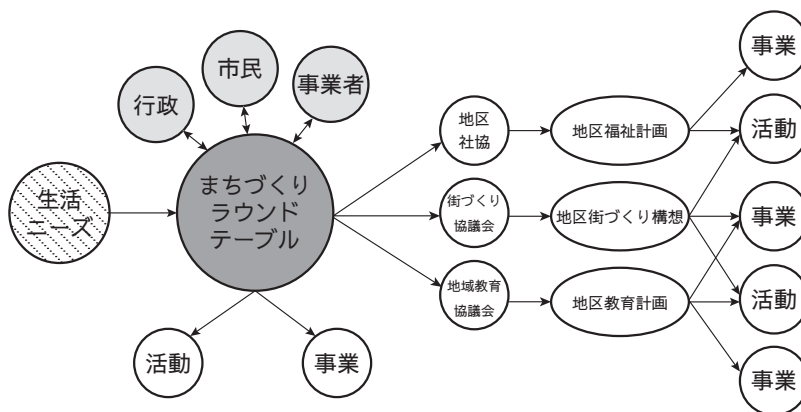 行政
市民
事業者
生活
ニーズ
まちづくり
ラウンド
テーブル
活動
事業
地区
社協
街づくり
協議会
地域教育
協議会
地区福祉計画
地区街づくり構想
地区教育計画
事業
活動
事業
活動
事業